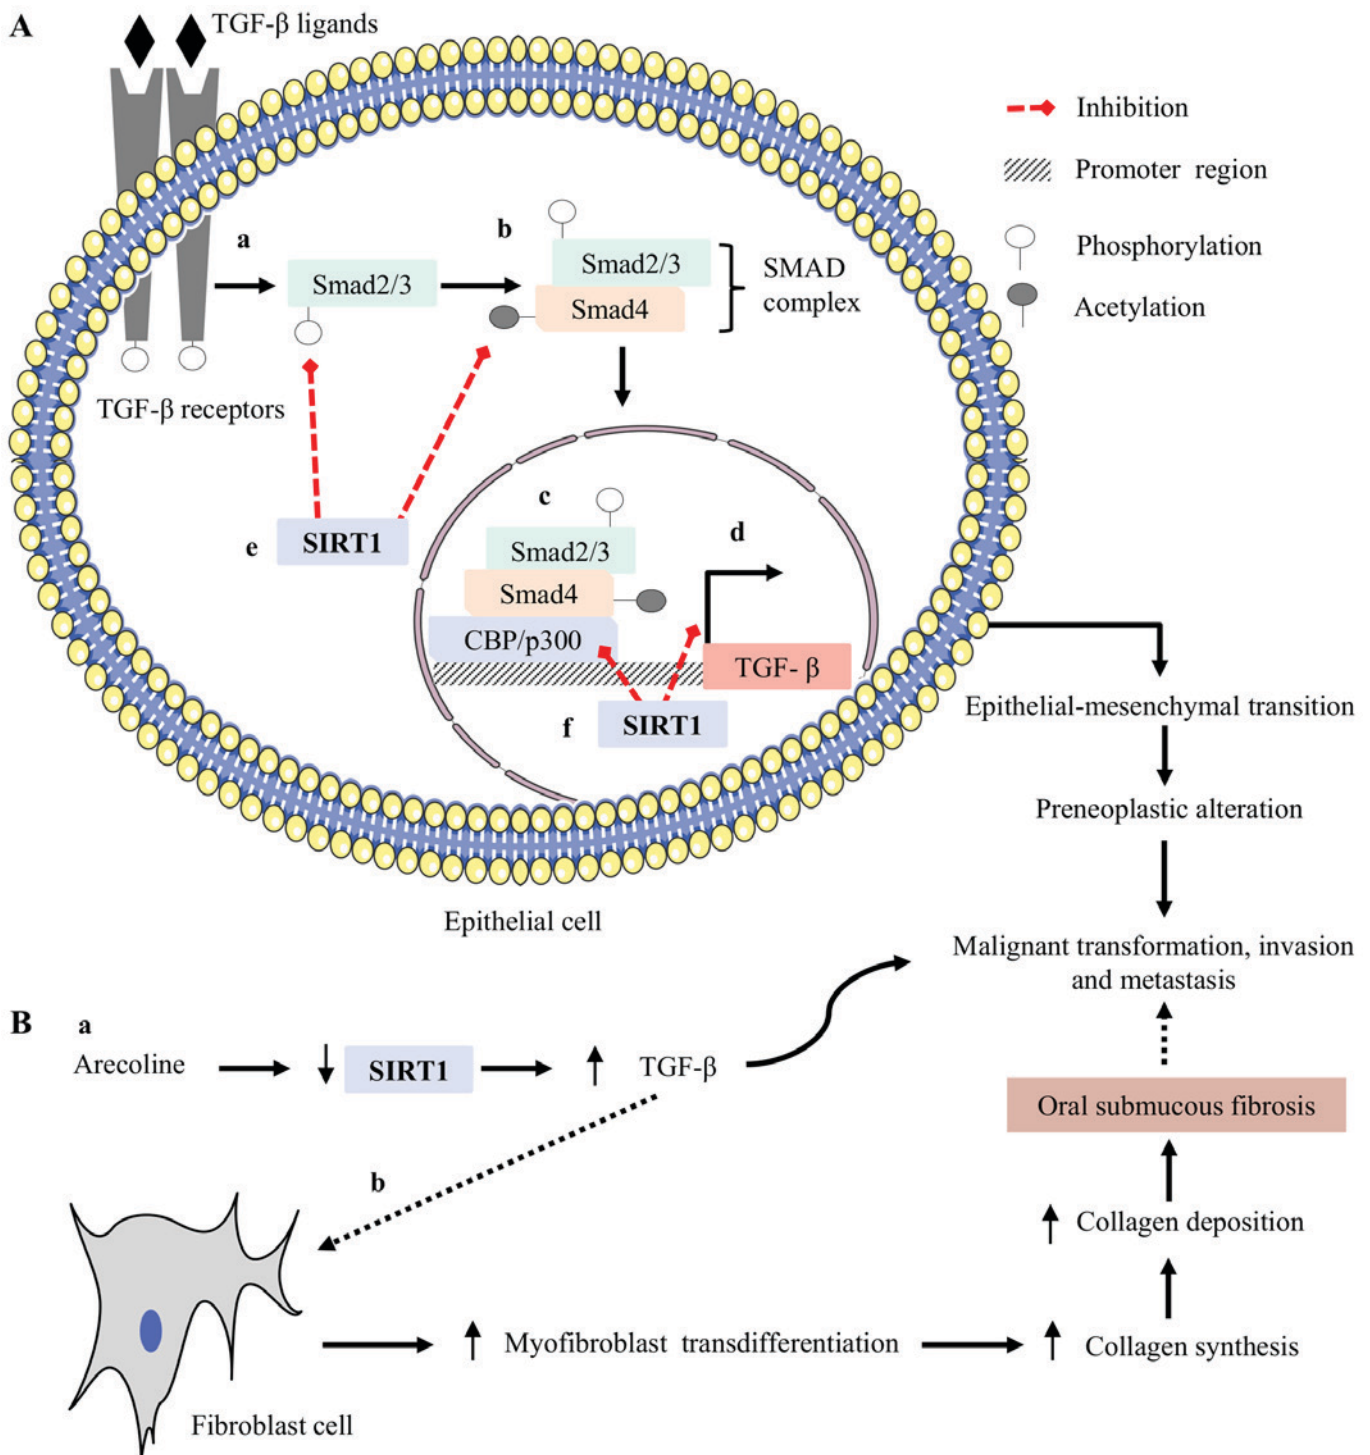 A
TGF-β ligands
Inhibition
Promoter region
Phosphorylation
Acetylation
a
b
Smad2/3
Smad2/3
Smad4
SMAD
complex
TGF-β receptors
c
d
e
SIRT1
Smad2/3
Smad4
CBP/p300
TGF- β
f
SIRT1
Epithelial cell
Epithelial-mesenchymal transition
Preneoplastic alteration
Malignant transformation, invasion
and metastasis
B
a
Arecoline
SIRT1
TGF-β
Oral submucous fibrosis
b
Collagen deposition
Myofibroblast transdifferentiation
Collagen synthesis
Fibroblast cell